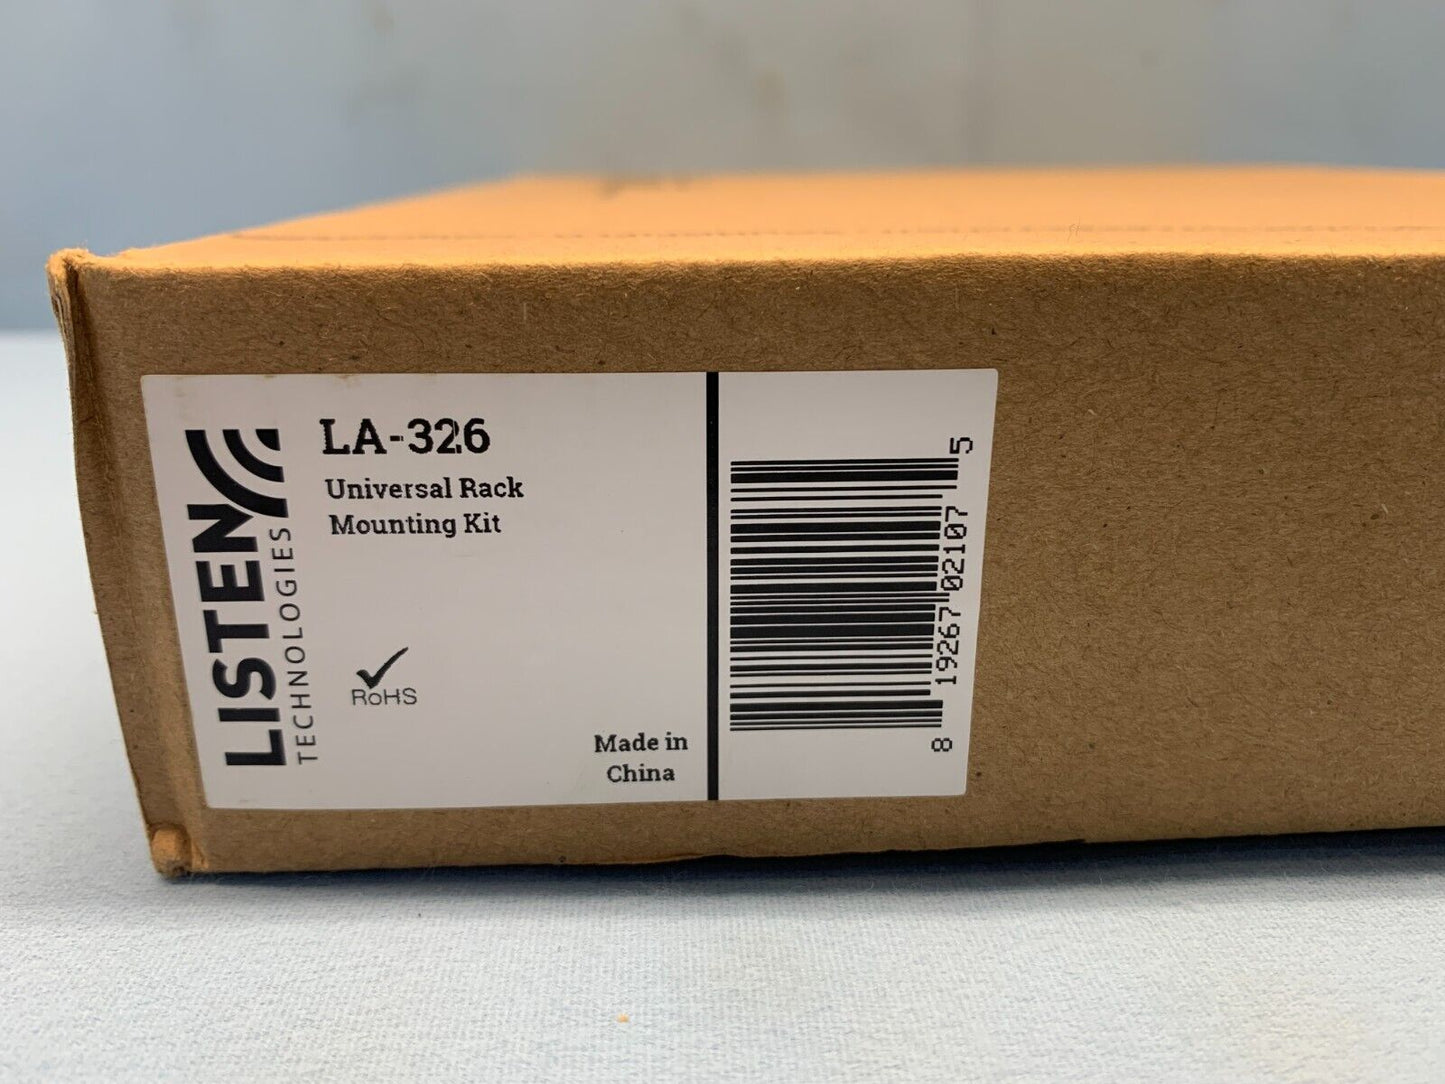 LISTEN
TECHNOLOGIES
LA-326
Universal Rack
Mounting Kit
RoHS
Made in
China
8 19267 02107 5